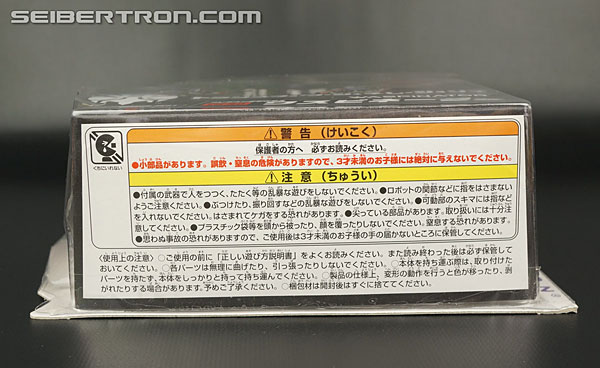 SEIBERTRON.COM
⚠警告(けいこく)
保護者の方へ 必ずお読みください。
●小部品があります。誤飲・窒息の危険がありますので、3才未満のお子様には絶対に与えないでください。
くちにいれない
⚠注意(ちゅうい)
●付属の武器で人をつつく、たたく等の乱暴な遊びをしないでください。●ロボットの関節などに指をはさまない
ようご注意ください。●ぶつけたり、振り回すなどの乱暴な遊びをしないでください。●可動部のスキマには指など
を入れないでください。はさまれてケガをする恐れがあります。●尖っている部品があります。取り扱いには十分注
意してください。●プラスチック袋等を頭から被ったり、顔を覆ったりしないでください。窒息する恐れがあります。
●思わぬ事故の恐れがありますので、ご使用後は3才未満のお子様の手の届かないところに保管してください。
〈使用上の注意〉○ご使用の前に「正しい遊び方説明書」をよくお読みください。また読み終わった後は必ず保管して
おいてください。○各パーツは無理に曲げたり、引っ張ったりしないでください。○本体を持ち運ぶ際は、取り付けた
パーツを持たず、本体をしっかりと持って持ち運んでください。○製品の仕様上、変形の動作を行うと色が移ったり、剥
がれたりする場合があります。予めご了承ください。○梱包材は開封後はすぐに捨ててください。